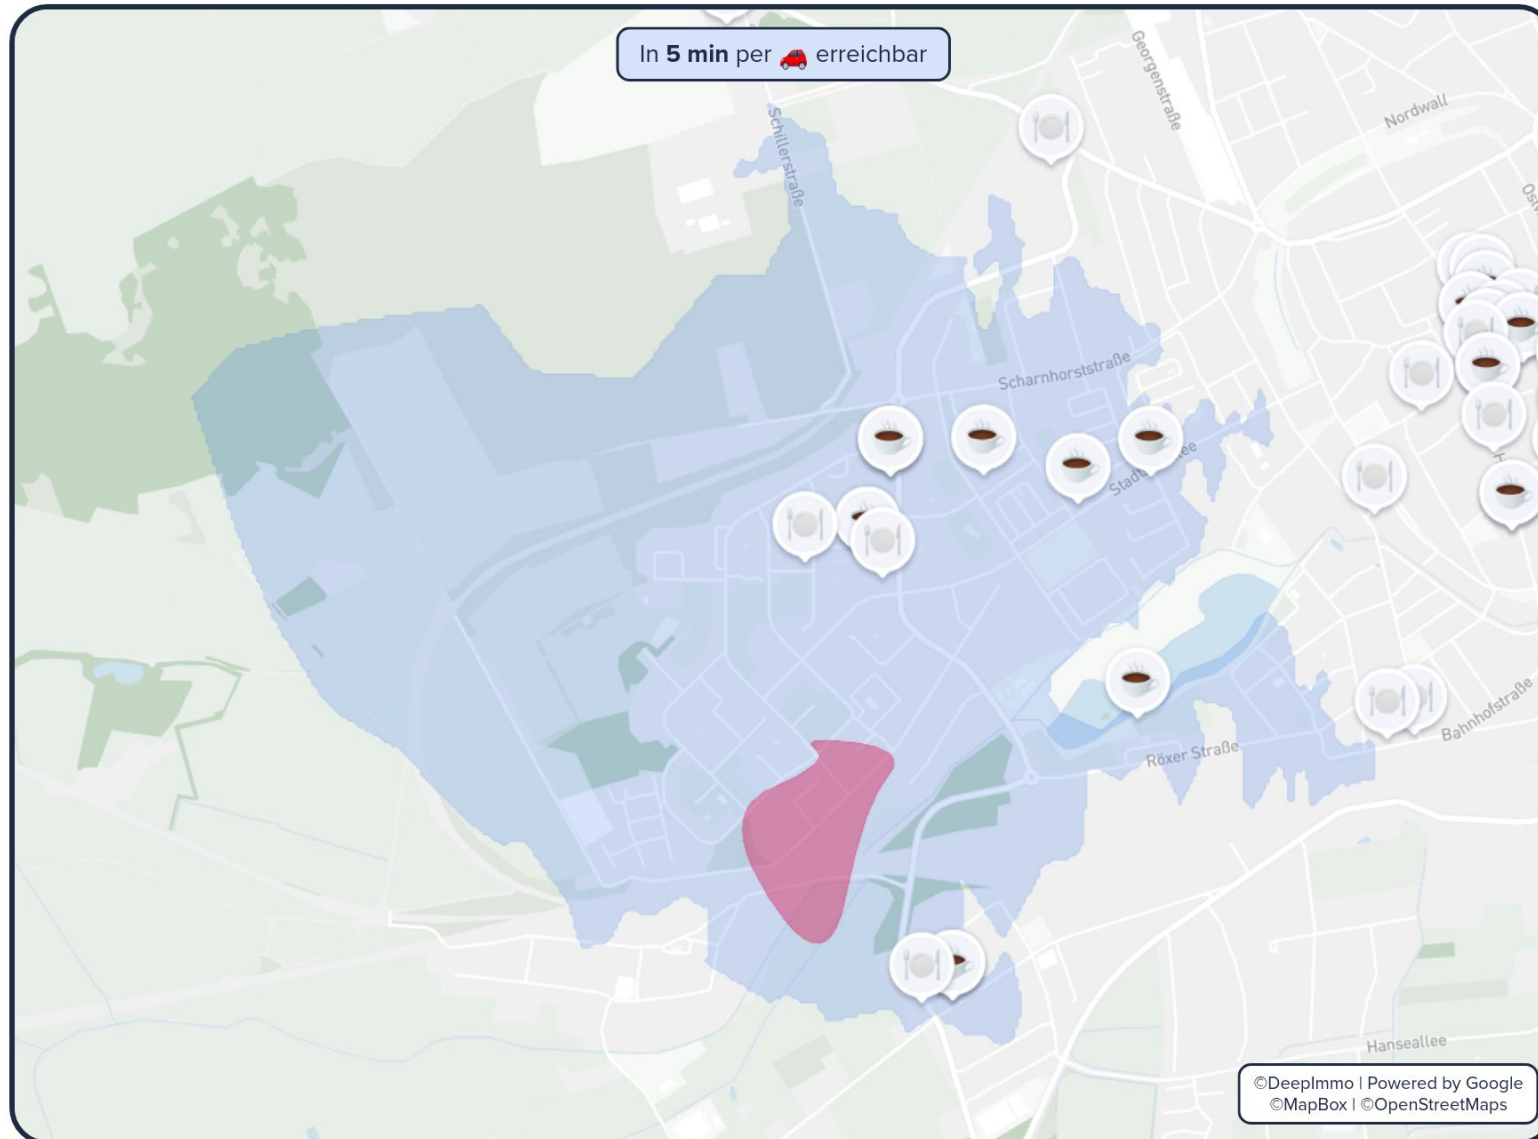 In 5 min per erreichbar
Georgenstraße
Nordwall
Schillerstraße
Scharnhorststraße
Röxer Straße
Bahnhofstraße
Hanseallee
©DeepImmo | Powered by Google
©MapBox | ©OpenStreetMaps